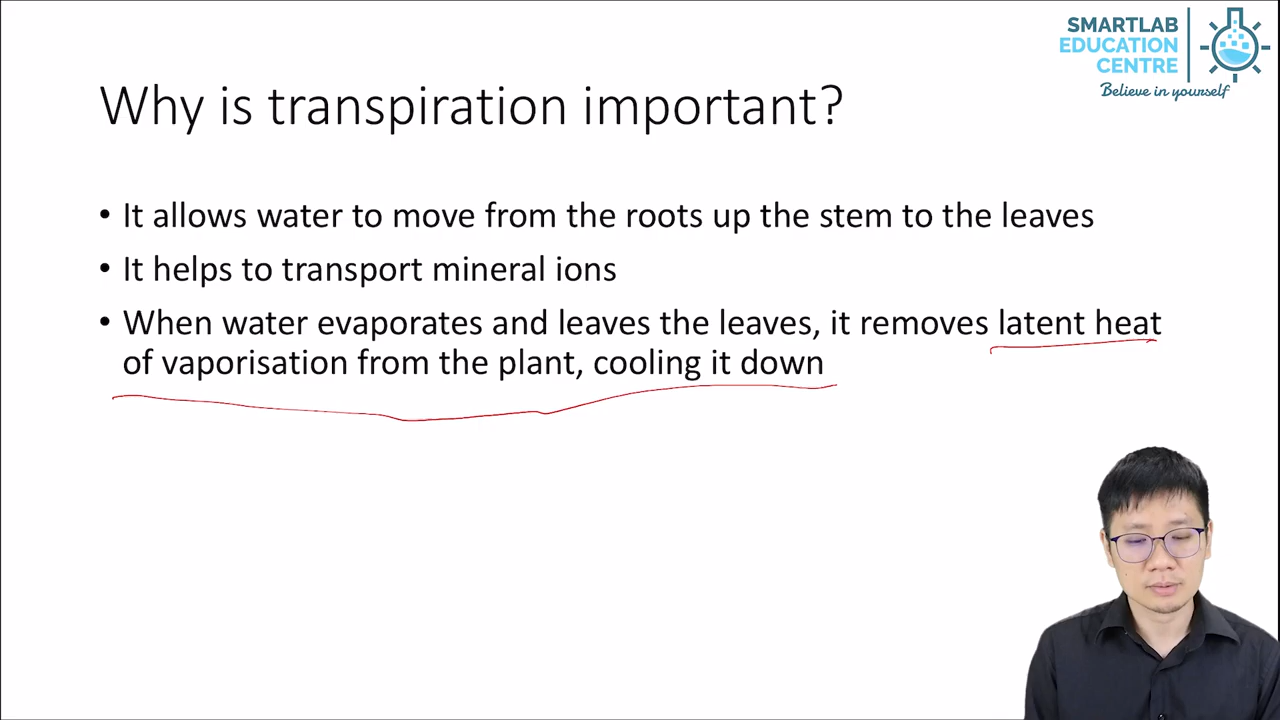 SMARTLAB
EDUCATION
CENTRE
Believe in yourself
Why is transpiration important?
• It allows water to move from the roots up the stem to the leaves
• It helps to transport mineral ions
• When water evaporates and leaves the leaves, it removes latent heat
of vaporisation from the plant, cooling it down